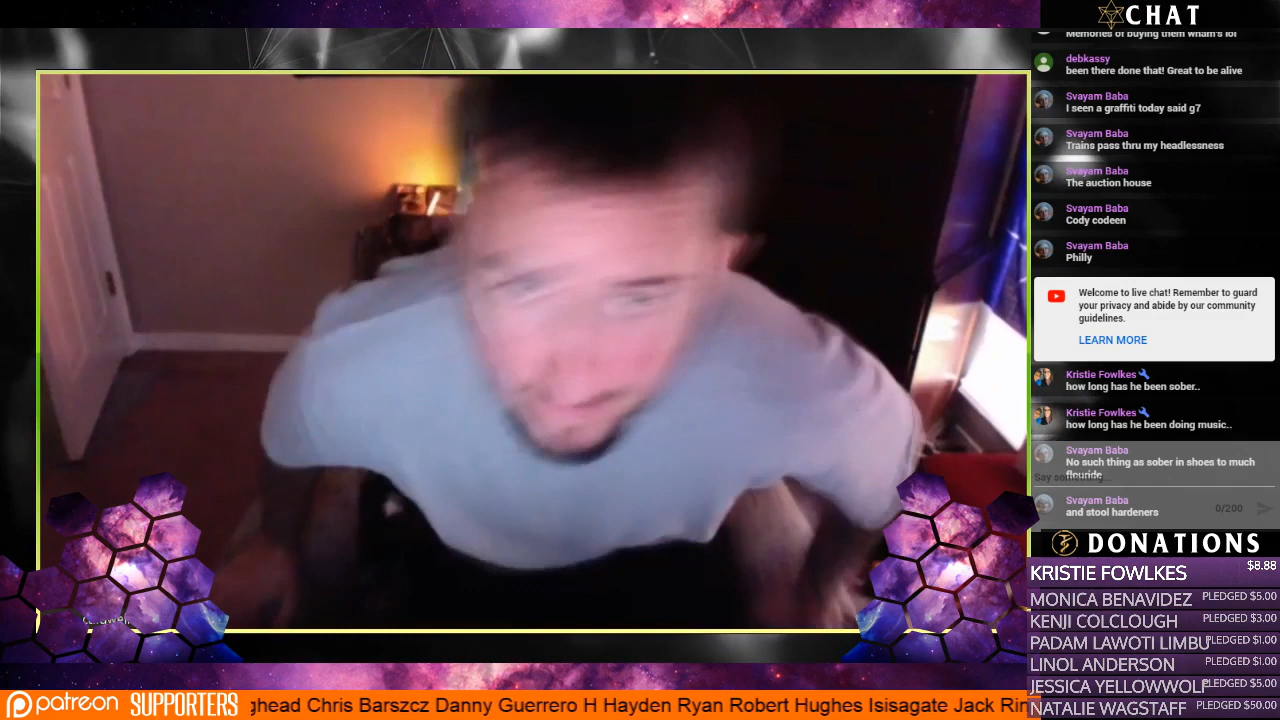 CHAT
Memories of buying them wham's lol
debkassy
been there done that! Great to be alive
Svayam Baba
I seen a graffiti today said g7
Svayam Baba
Trains pass thru my headlessness
Svayam Baba
The auction house
Svayam Baba
Cody codeen
Svayam Baba
Philly
Welcome to live chat! Remember to guard
your privacy and abide by our community
guidelines.
LEARN MORE
Kristie Fowlkes
how long has he been sober..
Kristie Fowlkes
how long has he been doing music..
Svayam Baba
No such thing as sober in shoes to much
flouride
Say something...
Svayam Baba
and stool hardeners
0/200
DONATIONS
KRISTIE FOWLKES $8.88
MONICA BENAVIDEZ PLEDGED $5.00
KENJI COLCLOUGH PLEDGED $3.00
PADAM LAWOTI LIMBU PLEDGED $1.00
LINOL ANDERSON PLEDGED $1.00
JESSICA YELLOWWOLF PLEDGED $5.00
NATALIE WAGSTAFF PLEDGED $50.00
patreon SUPPORTERS ghead Chris Barszcz Danny Guerrero H Hayden Ryan Robert Hughes Isisagate Jack Rin